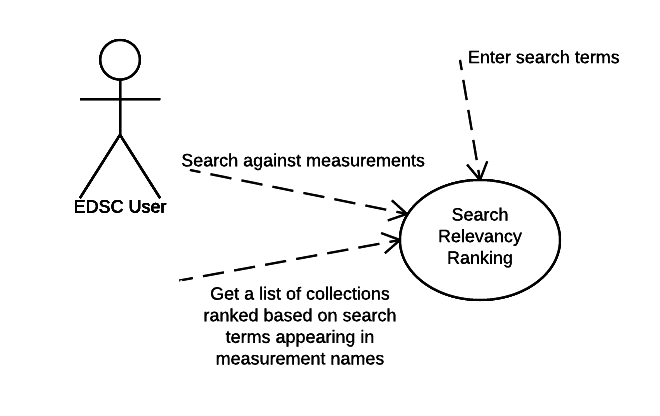 Enter search terms
Search against measurements
EDSC User
Search
Relevancy
Ranking
Get a list of collections
ranked based on search
terms appearing in
measurement names